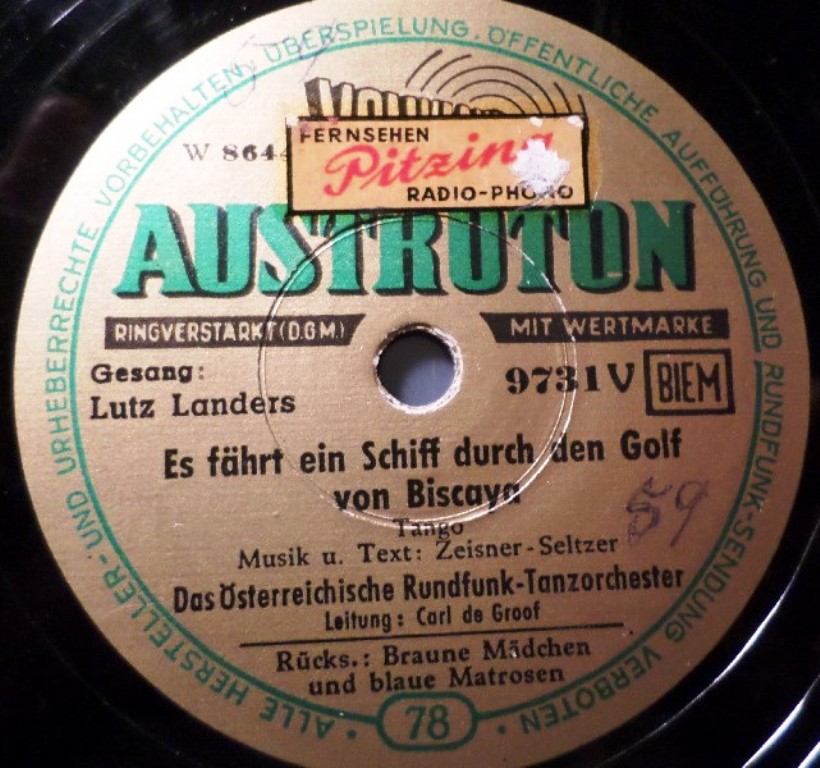 ALLE HERSTELLER- UND URHEBERRECHTE VORBEHALTEN, ÜBERSPIELUNG, ÖFFENTLICHE AUFFÜHRUNG UND RUNDFUNK-SENDUNG VERBOTEN
FERNSEHEN
Pitzing
RADIO-PHONO
W 864
AUSTROTON
RINGVERSTÄRKT (D.G.M.)
MIT WERTMARKE
Gesang:
Lutz Landers
9731V
BIEM
Es fährt ein Schiff durch den Golf
von Biscaya
Tango
59
Musik u. Text: Zeisner-Seltzer
Das Österreichische Rundfunk-Tanzorchester
Leitung: Carl de Groof
Rücks.: Braune Mädchen
und blaue Matrosen
78